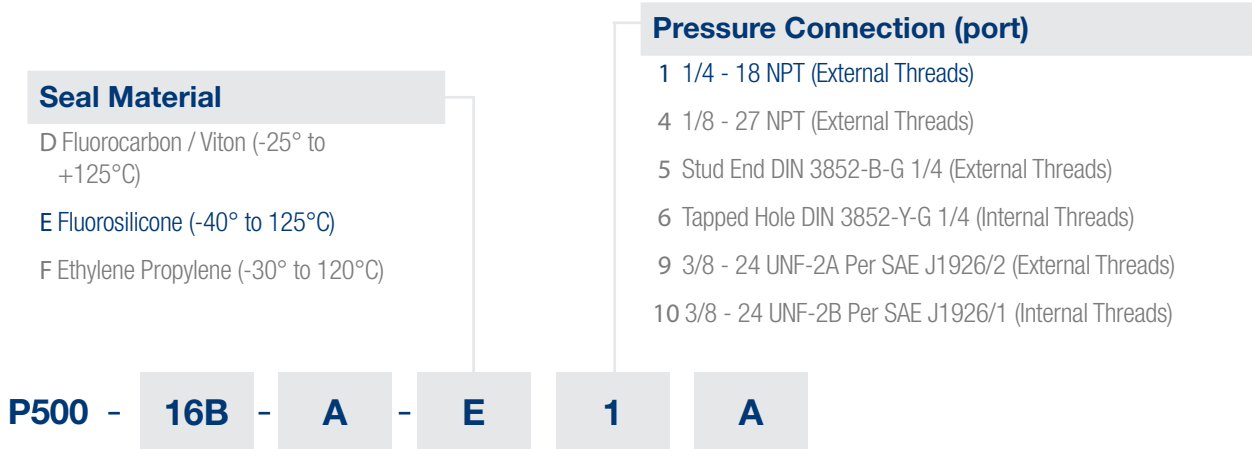 Pressure Connection (port)
1 1/4 - 18 NPT (External Threads)
4 1/8 - 27 NPT (External Threads)
5 Stud End DIN 3852-B-G 1/4 (External Threads)
6 Tapped Hole DIN 3852-Y-G 1/4 (Internal Threads)
9 3/8 - 24 UNF-2A Per SAE J1926/2 (External Threads)
10 3/8 - 24 UNF-2B Per SAE J1926/1 (Internal Threads)
Seal Material
D Fluorocarbon / Viton (-25° to
+125°C)
E Fluorosilicone (-40° to 125°C)
F Ethylene Propylene (-30° to 120°C)
P500 - 16B - A - E 1 A